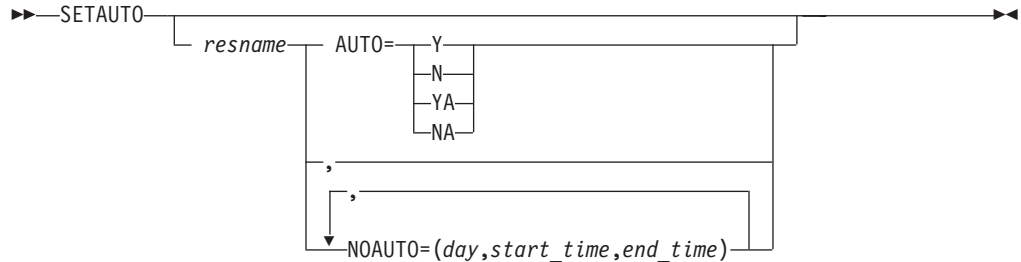 SETAUTO
resname AUTO= Y
N
YA
NA
,
,
NOAUTO=(day,start_time,end_time)